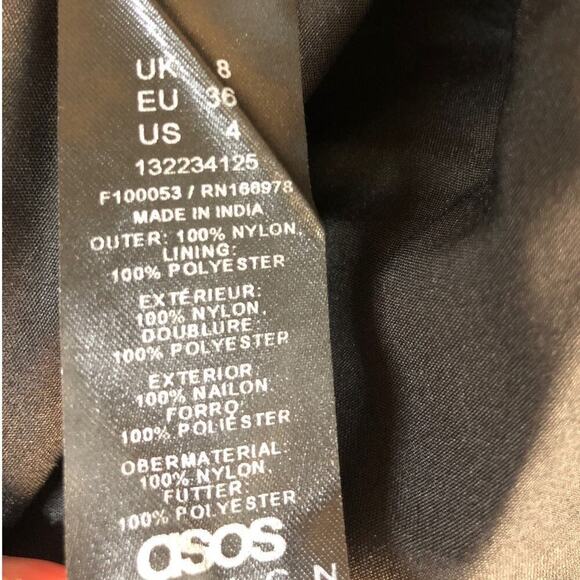 UK 8
EU 36
US 4
132234125
F100053 / RN166978
MADE IN INDIA
OUTER: 100% NYLON,
LINING:
100% POLYESTER
EXTÉRIEUR:
100% NYLON,
DOUBLURE:
100% POLYESTER
EXTERIOR:
100% NAILON
FORRO:
100% POLIÉSTER
OBERMATERIAL:
100% NYLON,
FUTTER:
100% POLYESTER
asos